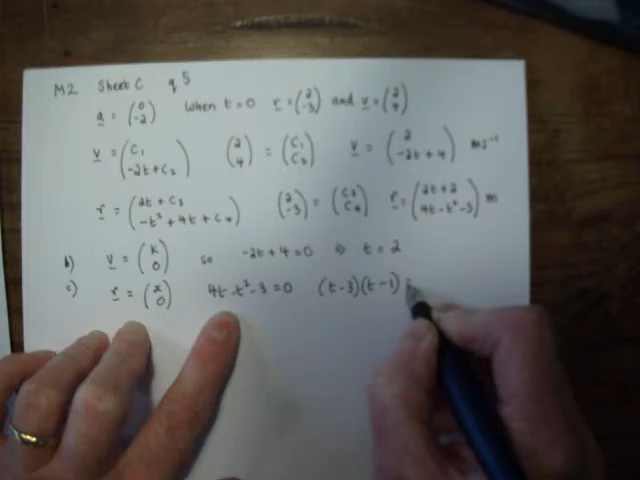 M2 Sheet C q5
a = (0 -2) When t=0 r = (2 -3) and v = (2 4)
v = (C₁ -2t+C₂) (2 4) = (C₁ C₂) v = (2 -2t+4) ms⁻¹
r = (2t+C₃ -t²+4t+C₄) (2 -3) = (C₃ C₄) r = (2t+2 4t-t²-3) m
b) v = (k 0) so -2t+4=0 ⇒ t=2
c) r = (x 0) 4t-t²-3=0 (t-3)(t-1)